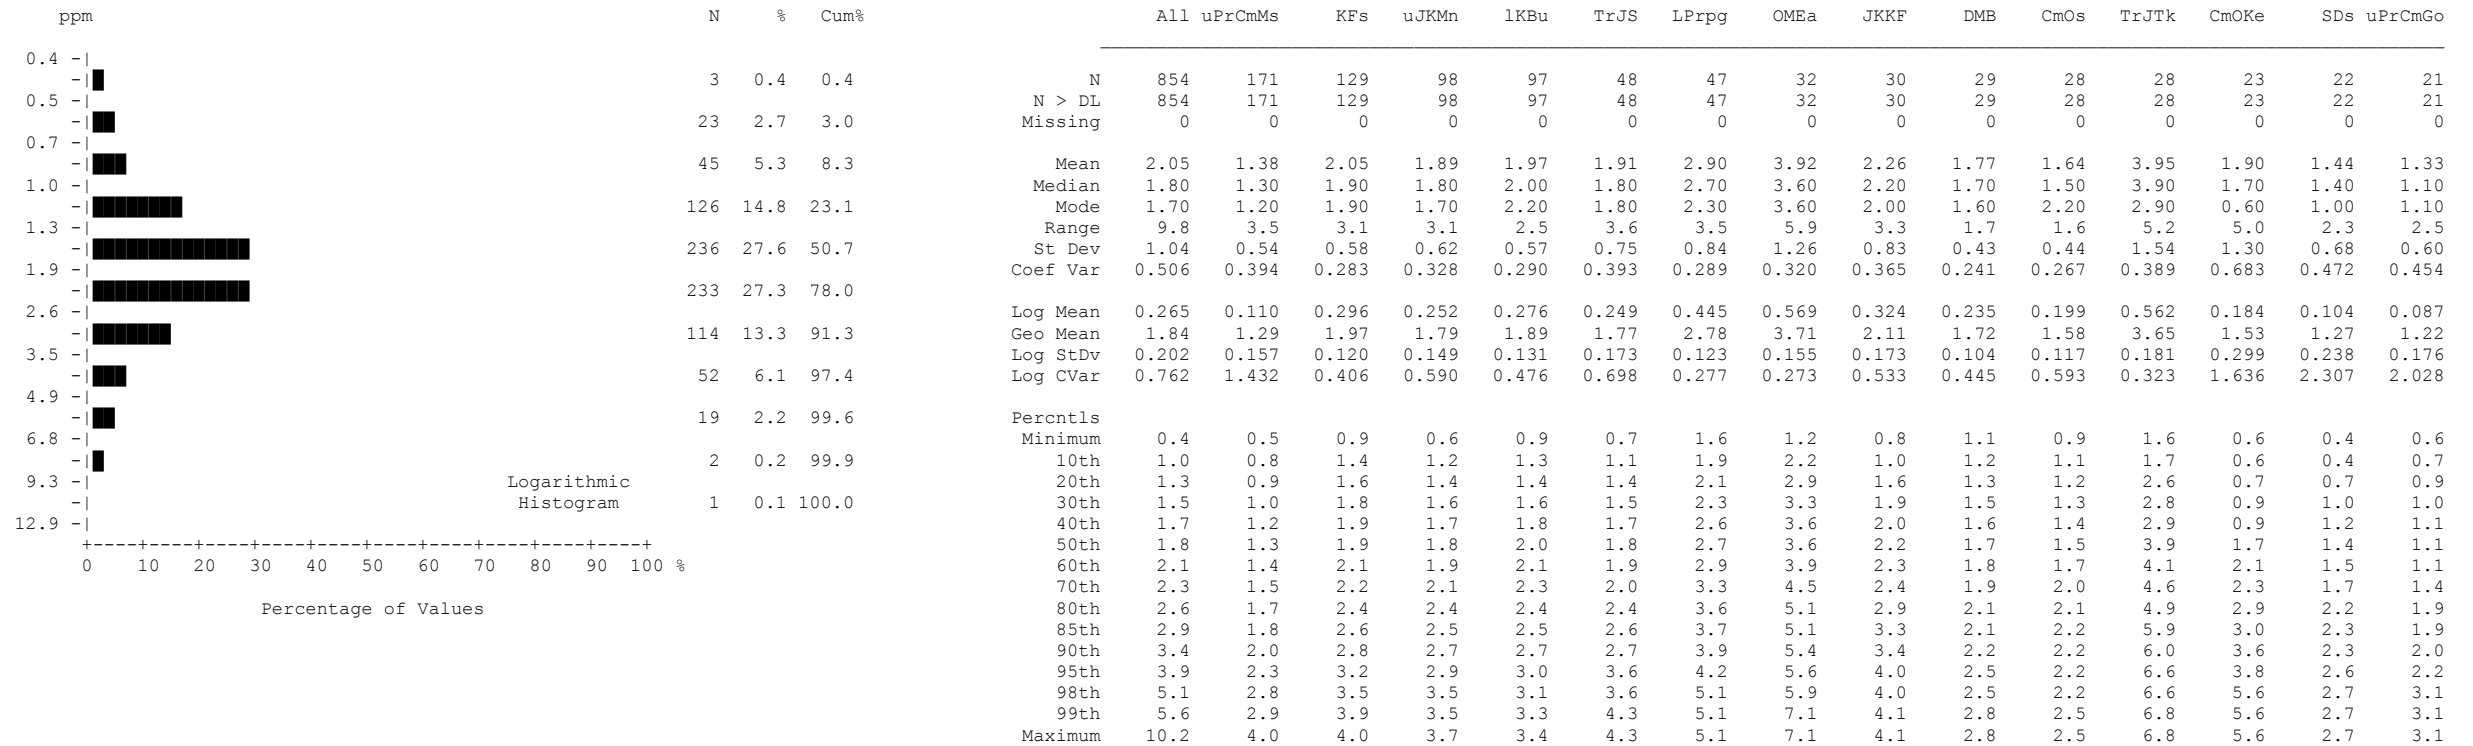 ppm N % Cum% All uPrCmMs KFs uJKMn lKBu TrJS LPrpg OMEa JKKF DMB CmOs TrJTk CmOKe SDs uPrCmGo
0.4 -|
-| 3 0.4 0.4 N 854 171 129 98 97 48 47 32 30 29 28 28 23 22 21
0.5 -| N > DL 854 171 129 98 97 48 47 32 30 29 28 28 23 22 21
-| 23 2.7 3.0 Missing 0 0 0 0 0 0 0 0 0 0 0 0 0 0 0
0.7 -|
-| 45 5.3 8.3 Mean 2.05 1.38 2.05 1.89 1.97 1.91 2.90 3.92 2.26 1.77 1.64 3.95 1.90 1.44 1.33
1.0 -| Median 1.80 1.30 1.90 1.80 2.00 1.80 2.70 3.60 2.20 1.70 1.50 3.90 1.70 1.40 1.10
-| 126 14.8 23.1 Mode 1.70 1.20 1.90 1.70 2.20 1.80 2.30 3.60 2.00 1.60 2.20 2.90 0.60 1.00 1.10
1.3 -| Range 9.8 3.5 3.1 3.1 2.5 3.6 3.5 5.9 3.3 1.7 1.6 5.2 5.0 2.3 2.5
-| 236 27.6 50.7 St Dev 1.04 0.54 0.58 0.62 0.57 0.75 0.84 1.26 0.83 0.43 0.44 1.54 1.30 0.68 0.60
1.9 -| Coef Var 0.506 0.394 0.283 0.328 0.290 0.393 0.289 0.320 0.365 0.241 0.267 0.389 0.683 0.472 0.454
-| 233 27.3 78.0
2.6 -| Log Mean 0.265 0.110 0.296 0.252 0.276 0.249 0.445 0.569 0.324 0.235 0.199 0.562 0.184 0.104 0.087
-| 114 13.3 91.3 Geo Mean 1.84 1.29 1.97 1.79 1.89 1.77 2.78 3.71 2.11 1.72 1.58 3.65 1.53 1.27 1.22
3.5 -| Log StDv 0.202 0.157 0.120 0.149 0.131 0.173 0.123 0.155 0.173 0.104 0.117 0.181 0.299 0.238 0.176
-| 52 6.1 97.4 Log CVar 0.762 1.432 0.406 0.590 0.476 0.698 0.277 0.273 0.533 0.445 0.593 0.323 1.636 2.307 2.028
4.9 -|
-| 19 2.2 99.6 Percntls
6.8 -| Minimum 0.4 0.5 0.9 0.6 0.9 0.7 1.6 1.2 0.8 1.1 0.9 1.6 0.6 0.4 0.6
-| 2 0.2 99.9 10th 1.0 0.8 1.4 1.2 1.3 1.1 1.9 2.2 1.0 1.2 1.1 1.7 0.6 0.4 0.7
9.3 -| Logarithmic 20th 1.3 0.9 1.6 1.4 1.4 1.4 2.1 2.9 1.6 1.3 1.2 2.6 0.7 0.7 0.9
-| Histogram 1 0.1 100.0 30th 1.5 1.0 1.8 1.6 1.6 1.5 2.3 3.3 1.9 1.5 1.3 2.8 0.9 1.0 1.0
12.9 -| 40th 1.7 1.2 1.9 1.7 1.8 1.7 2.6 3.6 2.0 1.6 1.4 2.9 0.9 1.2 1.1
+----+----+----+----+----+----+----+----+----+----+ 50th 1.8 1.3 1.9 1.8 2.0 1.8 2.7 3.6 2.2 1.7 1.5 3.9 1.7 1.4 1.1
0 10 20 30 40 50 60 70 80 90 100 % 60th 2.1 1.4 2.1 1.9 2.1 1.9 2.9 3.9 2.3 1.8 1.7 4.1 2.1 1.5 1.1
70th 2.3 1.5 2.2 2.1 2.3 2.0 3.3 4.5 2.4 1.9 2.0 4.6 2.3 1.7 1.4
Percentage of Values 80th 2.6 1.7 2.4 2.4 2.4 2.4 3.6 5.1 2.9 2.1 2.1 4.9 2.9 2.2 1.9
85th 2.9 1.8 2.6 2.5 2.5 2.6 3.7 5.1 3.3 2.1 2.2 5.9 3.0 2.3 1.9
90th 3.4 2.0 2.8 2.7 2.7 2.7 3.9 5.4 3.4 2.2 2.2 6.0 3.6 2.3 2.0
95th 3.9 2.3 3.2 2.9 3.0 3.6 4.2 5.6 4.0 2.5 2.2 6.6 3.8 2.6 2.2
98th 5.1 2.8 3.5 3.5 3.1 3.6 5.1 5.9 4.0 2.5 2.2 6.6 5.6 2.7 3.1
99th 5.6 2.9 3.9 3.5 3.3 4.3 5.1 7.1 4.1 2.8 2.5 6.8 5.6 2.7 3.1
Maximum 10.2 4.0 4.0 3.7 3.4 4.3 5.1 7.1 4.1 2.8 2.5 6.8 5.6 2.7 3.1